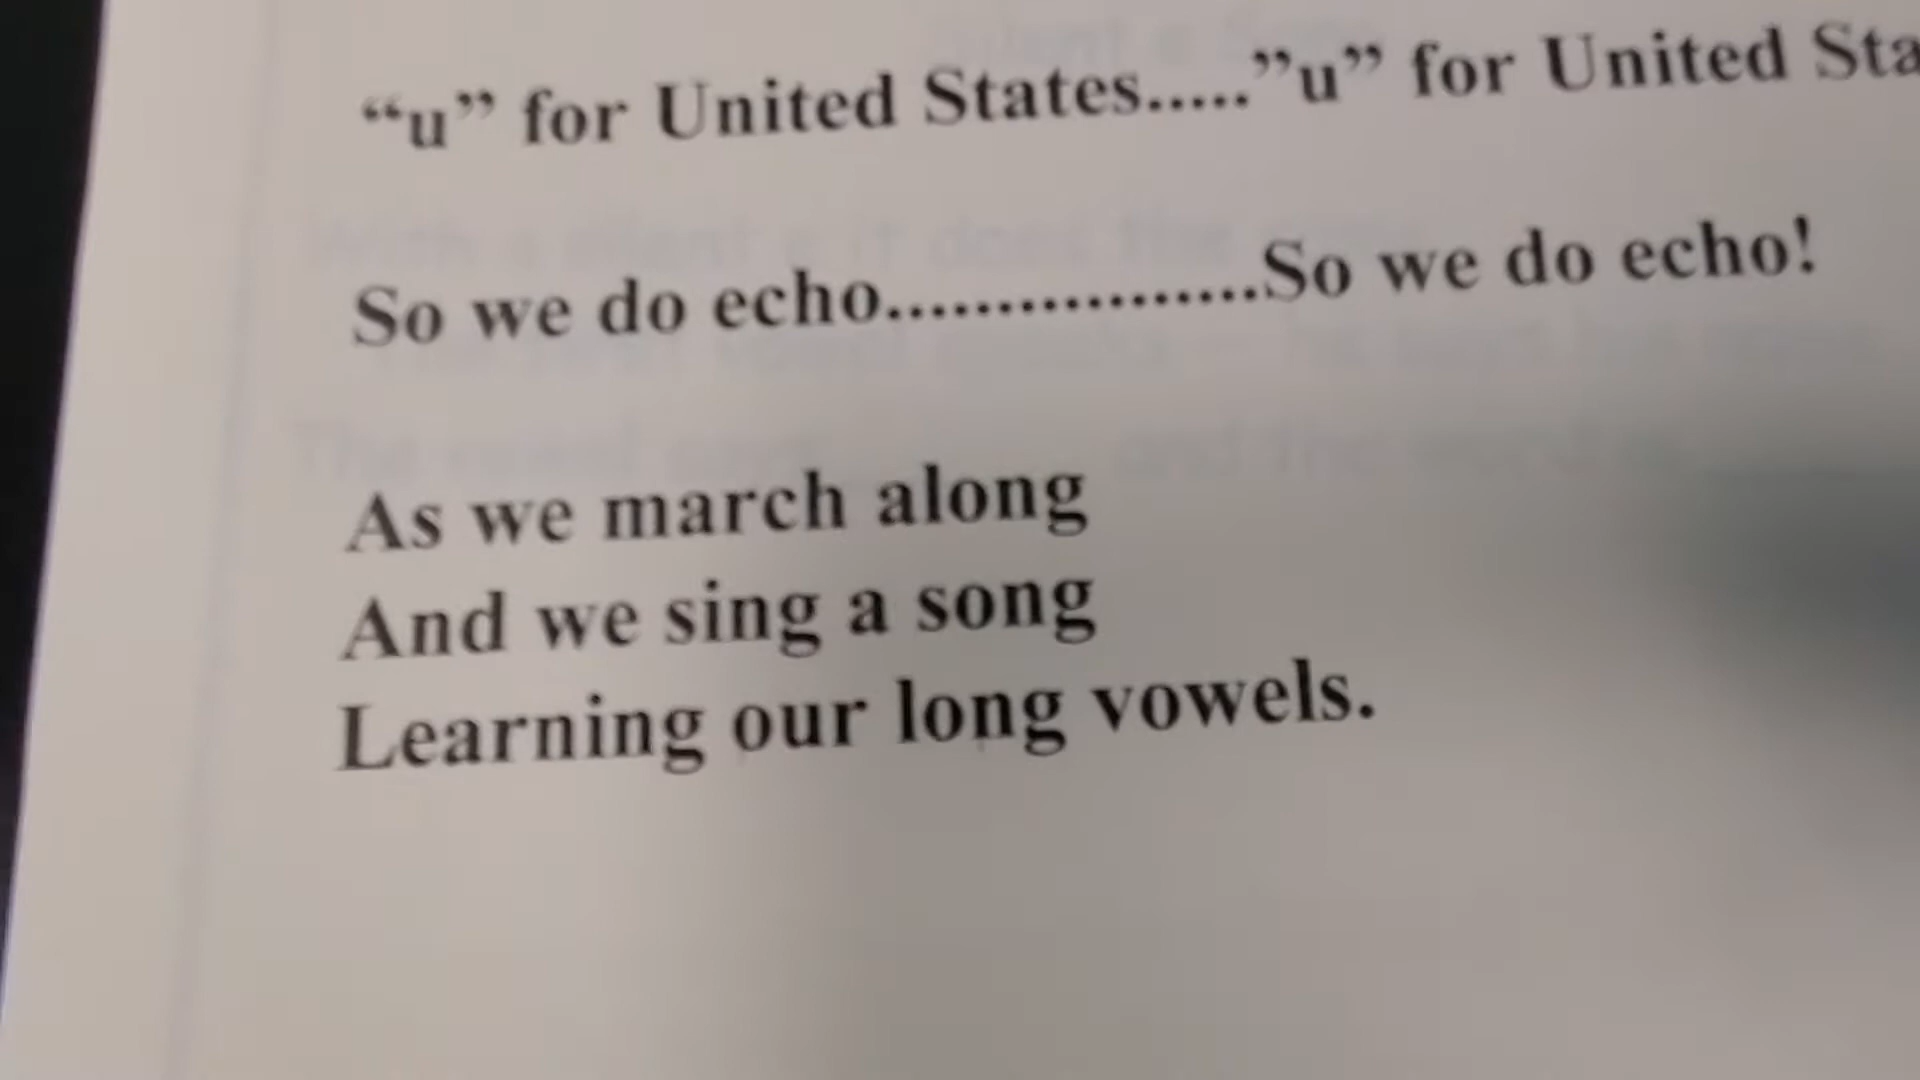 “u” for United States.....”u” for United Sta
So we do echo.................So we do echo!
As we march along
And we sing a song
Learning our long vowels.